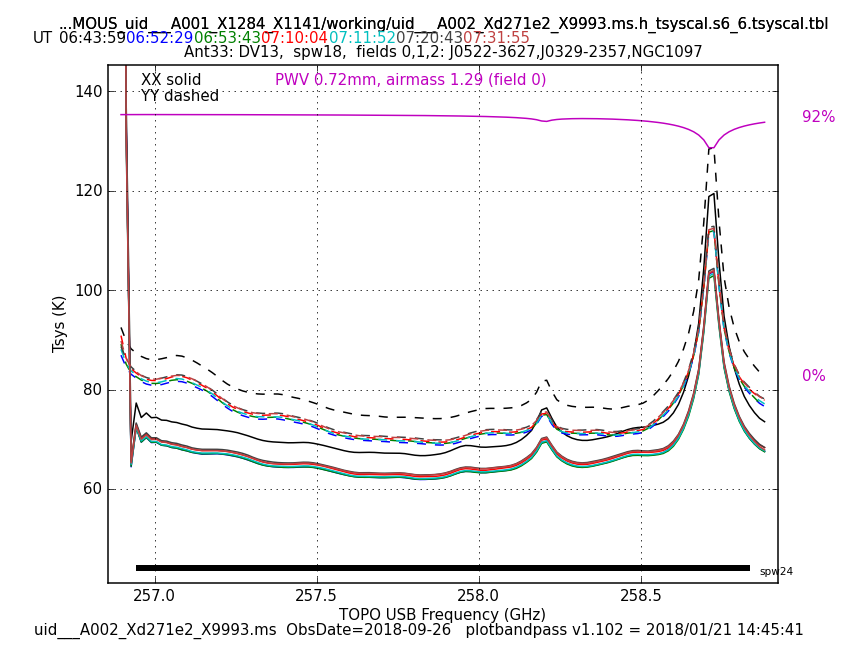 ...MOUS_uid___A001_X1284_X1141/working/uid___A002_Xd271e2_X9993.ms.h_tsyscal.s6_6.tsyscal.tbl
UT 06:43:59 06:52:29 06:53:43 07:10:04 07:11:52 07:20:43 07:31:55
Ant33: DV13, spw18, fields 0,1,2: J0522-3627,J0329-2357,NGC1097
XX solid PWV 0.72mm, airmass 1.29 (field 0)
YY dashed
140
120
100
80
60
92%
0%
Tsys (K)
spw24
257.0 257.5 258.0 258.5
TOPO USB Frequency (GHz)
uid___A002_Xd271e2_X9993.ms ObsDate=2018-09-26 plotbandpass v1.102 = 2018/01/21 14:45:41